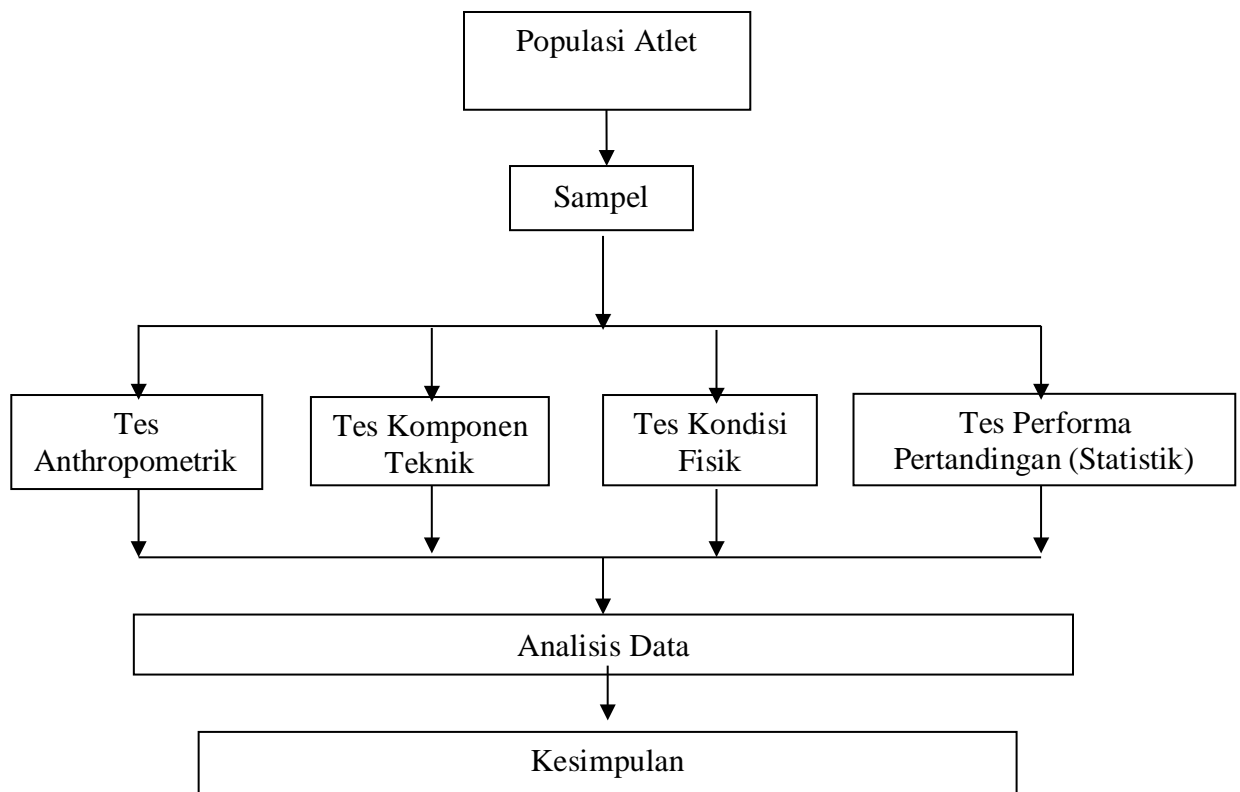 Populasi Atlet
Sampel
Tes
Anthropometrik
Tes Komponen
Teknik
Tes Kondisi
Fisik
Tes Performa
Pertandingan (Statistik)
Analisis Data
Kesimpulan